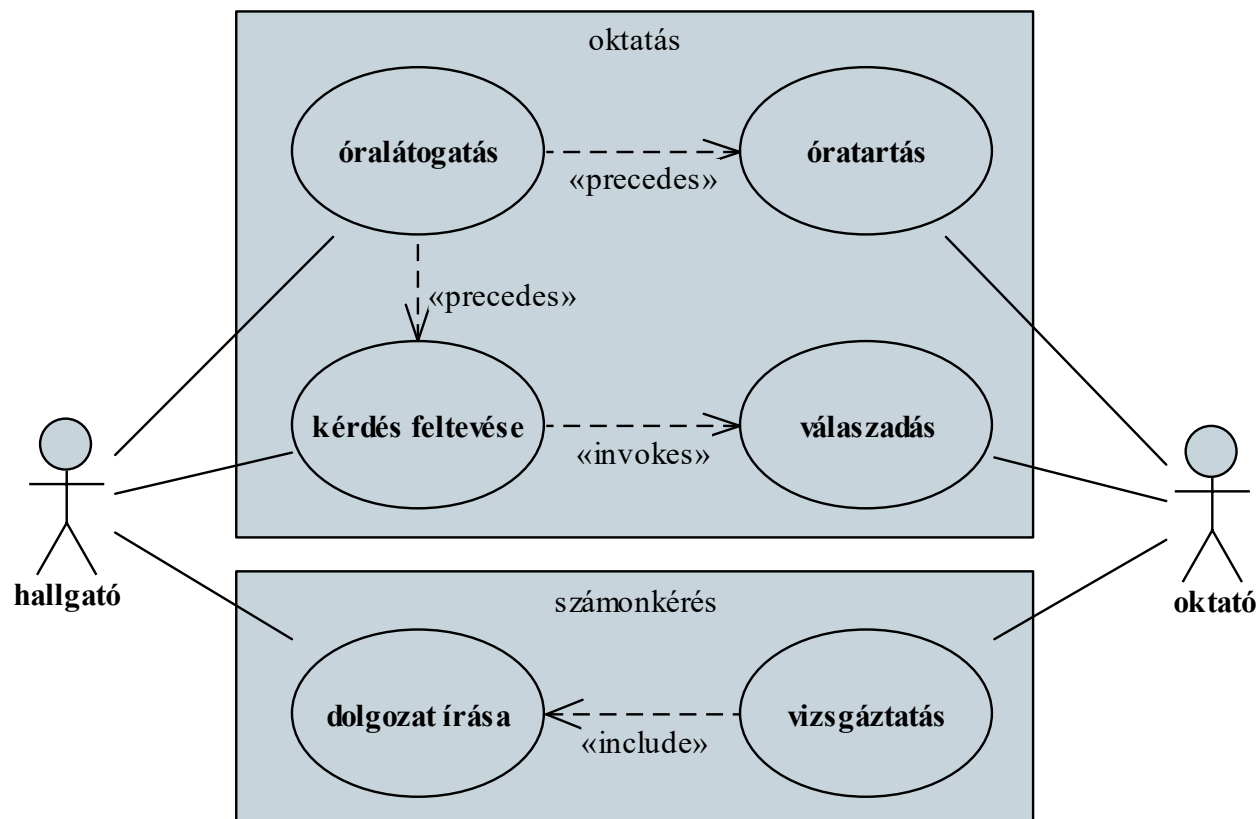 oktatás
óralátogatás
óratartás
«precedes»
«precedes»
kérdés feltevése
válaszadás
«invokes»
hallgató
oktató
számonkérés
dolgozat írása
vizsgáztatás
«include»